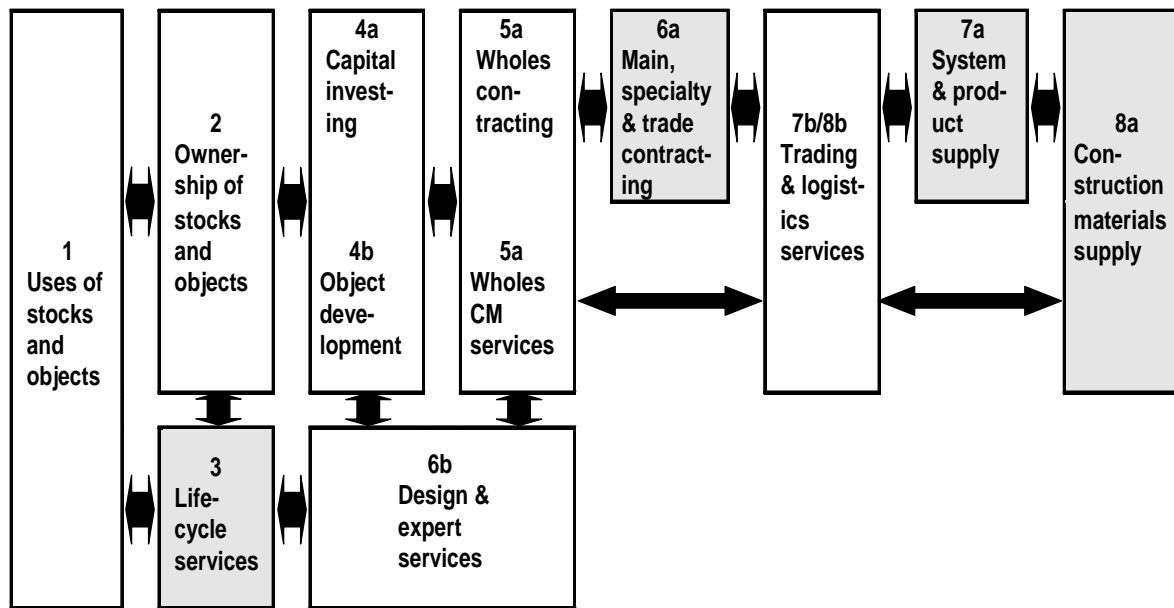 1
Uses of
stocks
and
objects
2
Owner-
ship of
stocks
and
objects
3
Life-
cycle
services
4a
Capital
invest-
ing
4b
Object
deve-
lopment
5a
Wholes
con-
tracting
5a
Wholes
CM
services
6b
Design &
expert
services
6a
Main,
specialty
& trade
contract-
ing
7b/8b
Trading
& logist-
ics
services
7a
System
& prod-
uct
supply
8a
Con-
struction
materials
supply